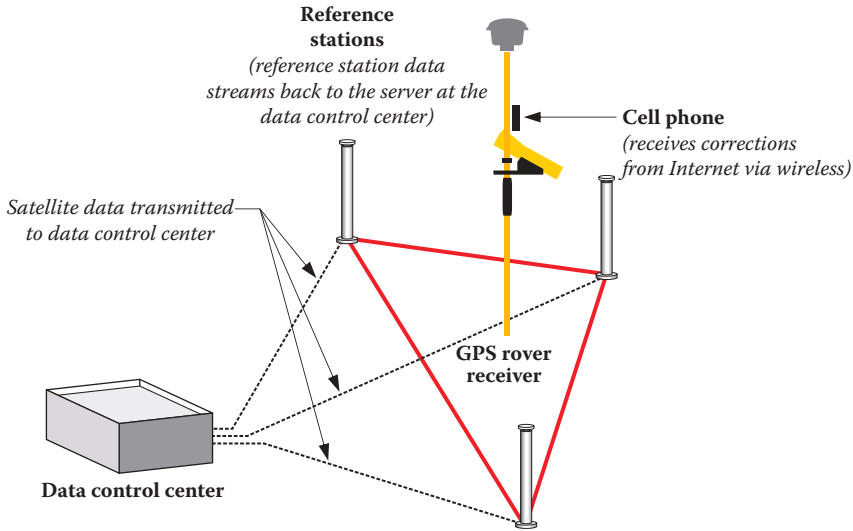 Reference
stations
(reference station data
streams back to the server at the
data control center)
Cell phone
(receives corrections
from Internet via wireless)
Satellite data transmitted
to data control center
GPS rover
receiver
Data control center